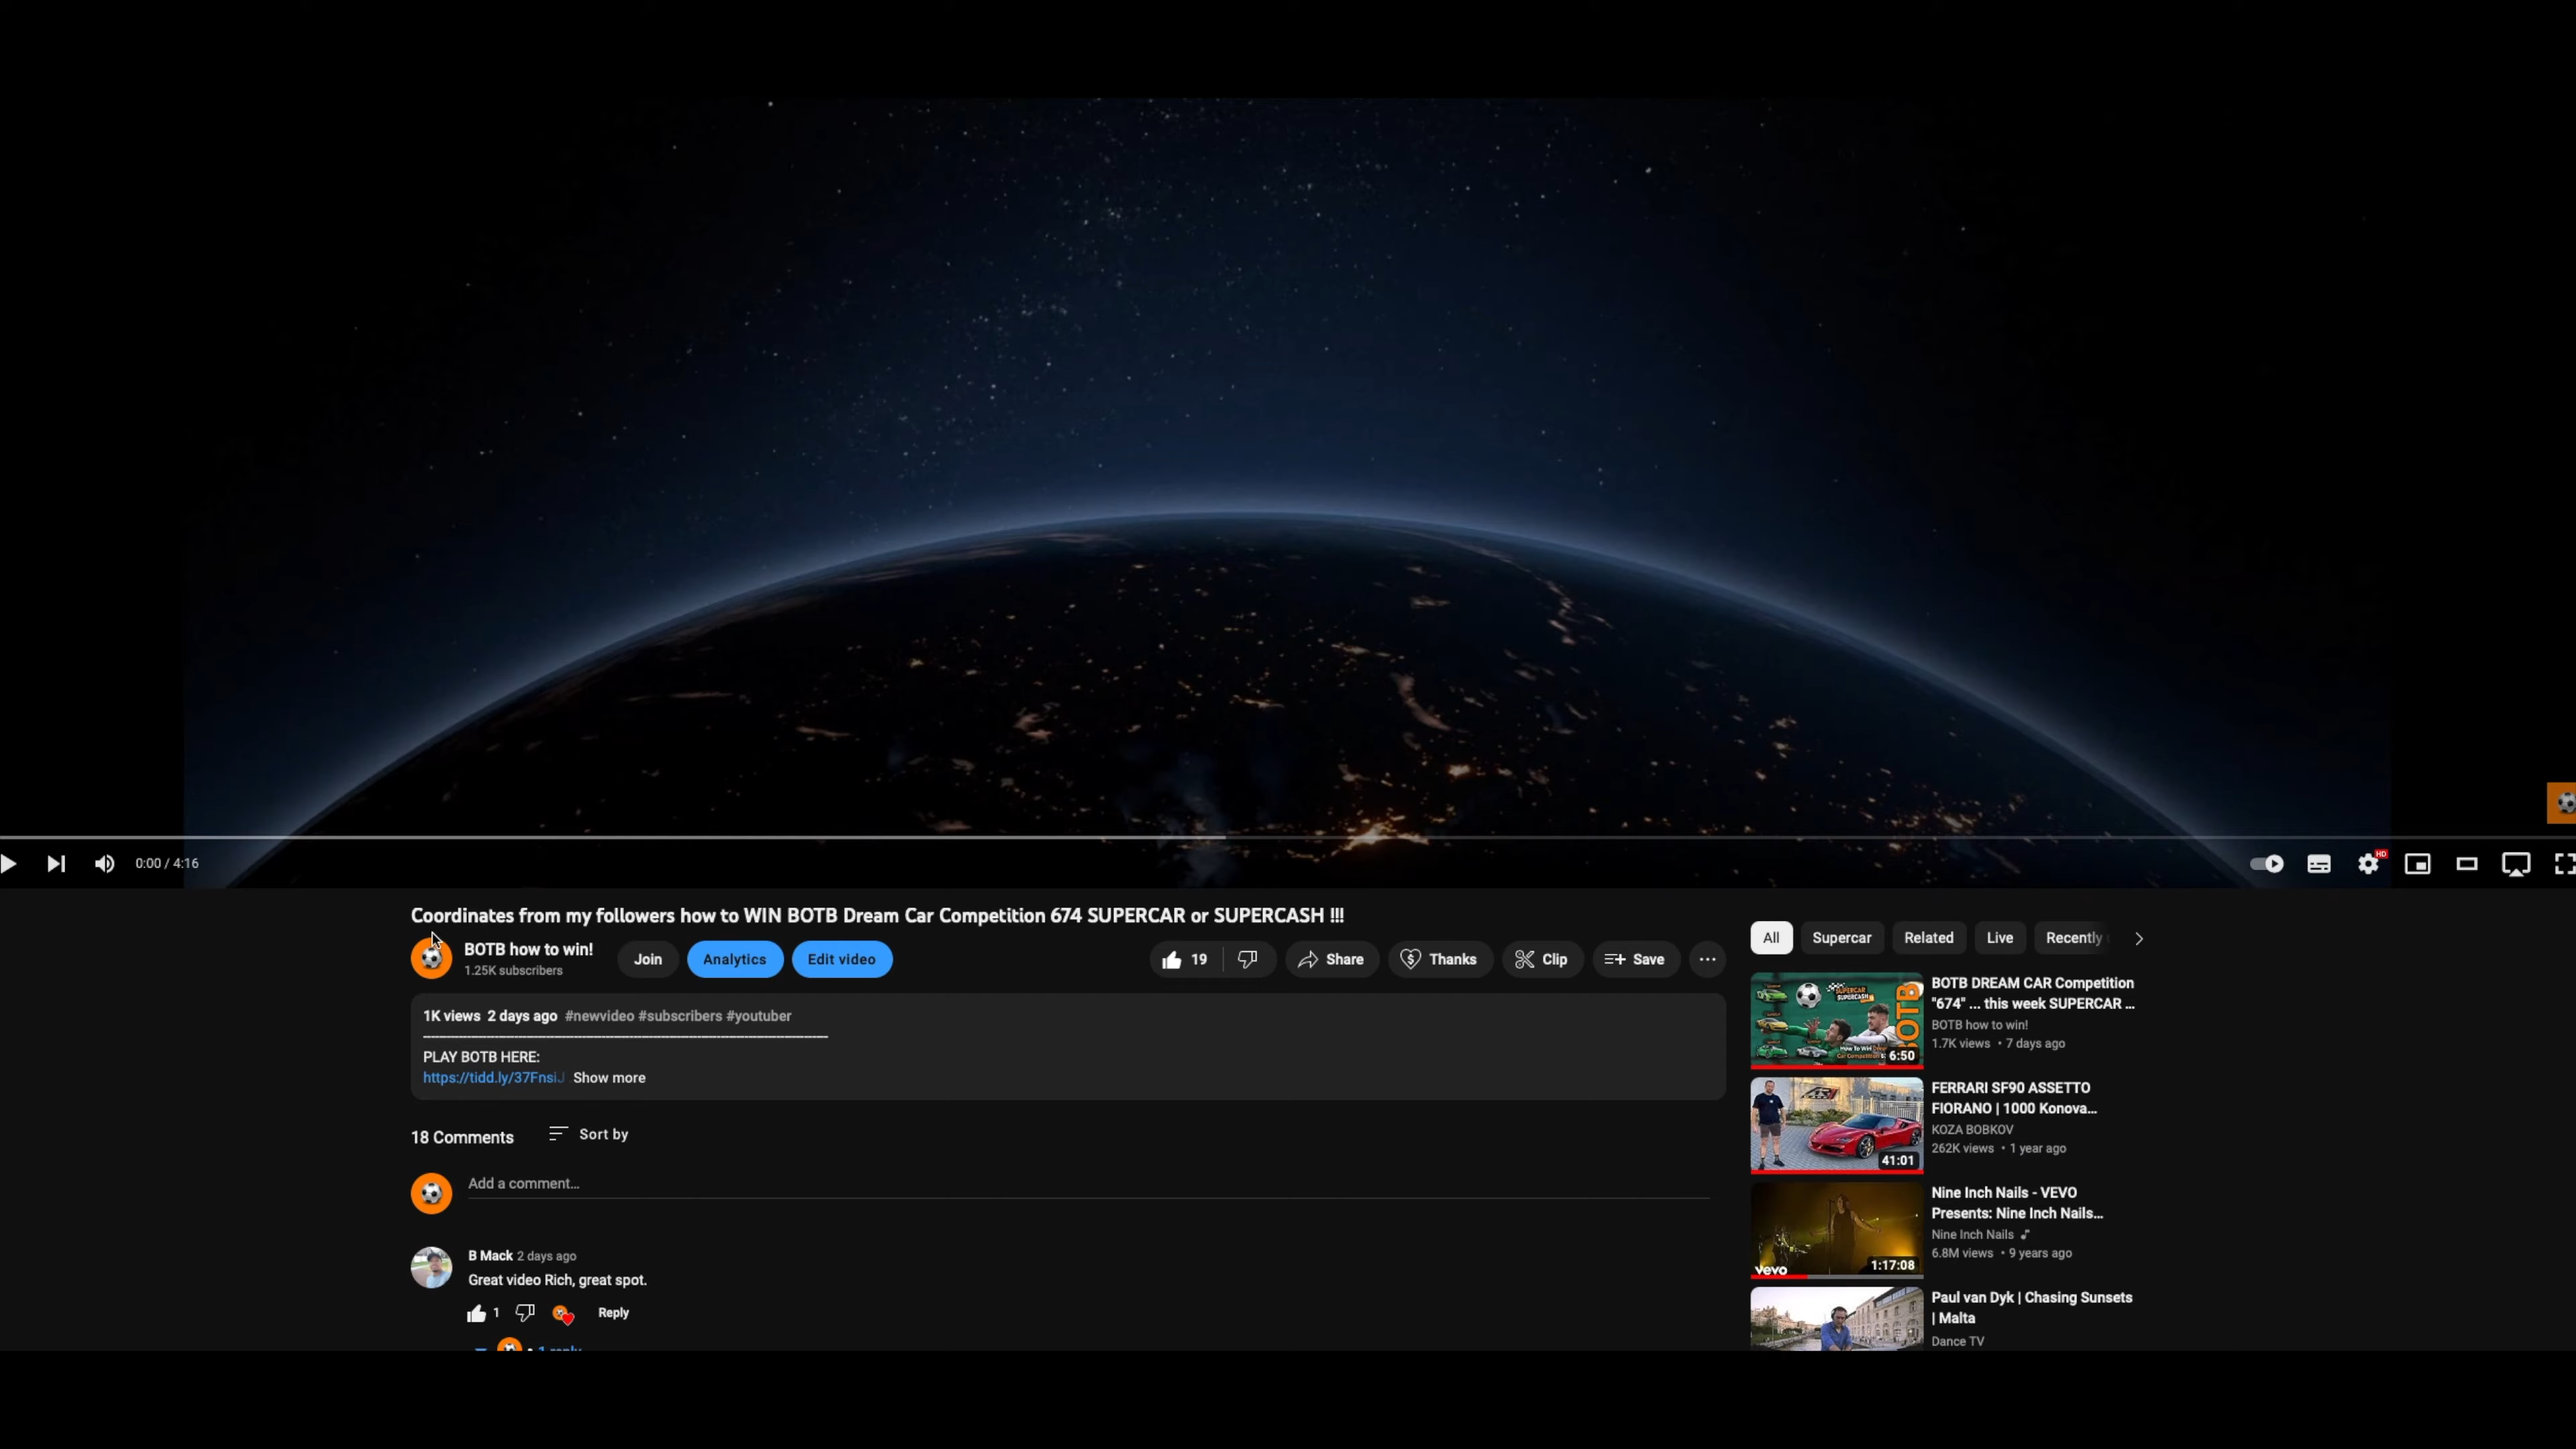 HD
0:00 / 4:16
Coordinates from my followers how to WIN BOTB Dream Car Competition 674 SUPERCAR or SUPERCASH !!!
BOTB how to win!
1.25K subscribers
Join
Analytics
Edit video
19
Share
Thanks
Clip
Save
1K views 2 days ago #newvideo #subscribers #youtuber
PLAY BOTB HERE:
https://tidd.ly/37FnsiJ Show more
18 Comments
Sort by
Add a comment...
B Mack 2 days ago
Great video Rich, great spot.
1
Reply
1 reply
All
Supercar
Related
Live
Recently
SUPERCAR
SUPERCASH
BOTB
6:50
BOTB DREAM CAR Competition
"674" ... this week SUPERCAR ...
BOTB how to win!
1.7K views • 7 days ago
41:01
FERRARI SF90 ASSETTO
FIORANO | 1000 Konova...
KOZA BOBKOV
262K views • 1 year ago
vevo
1:17:08
Nine Inch Nails - VEVO
Presents: Nine Inch Nails...
Nine Inch Nails
6.8M views • 9 years ago
Paul van Dyk | Chasing Sunsets
| Malta
Dance TV